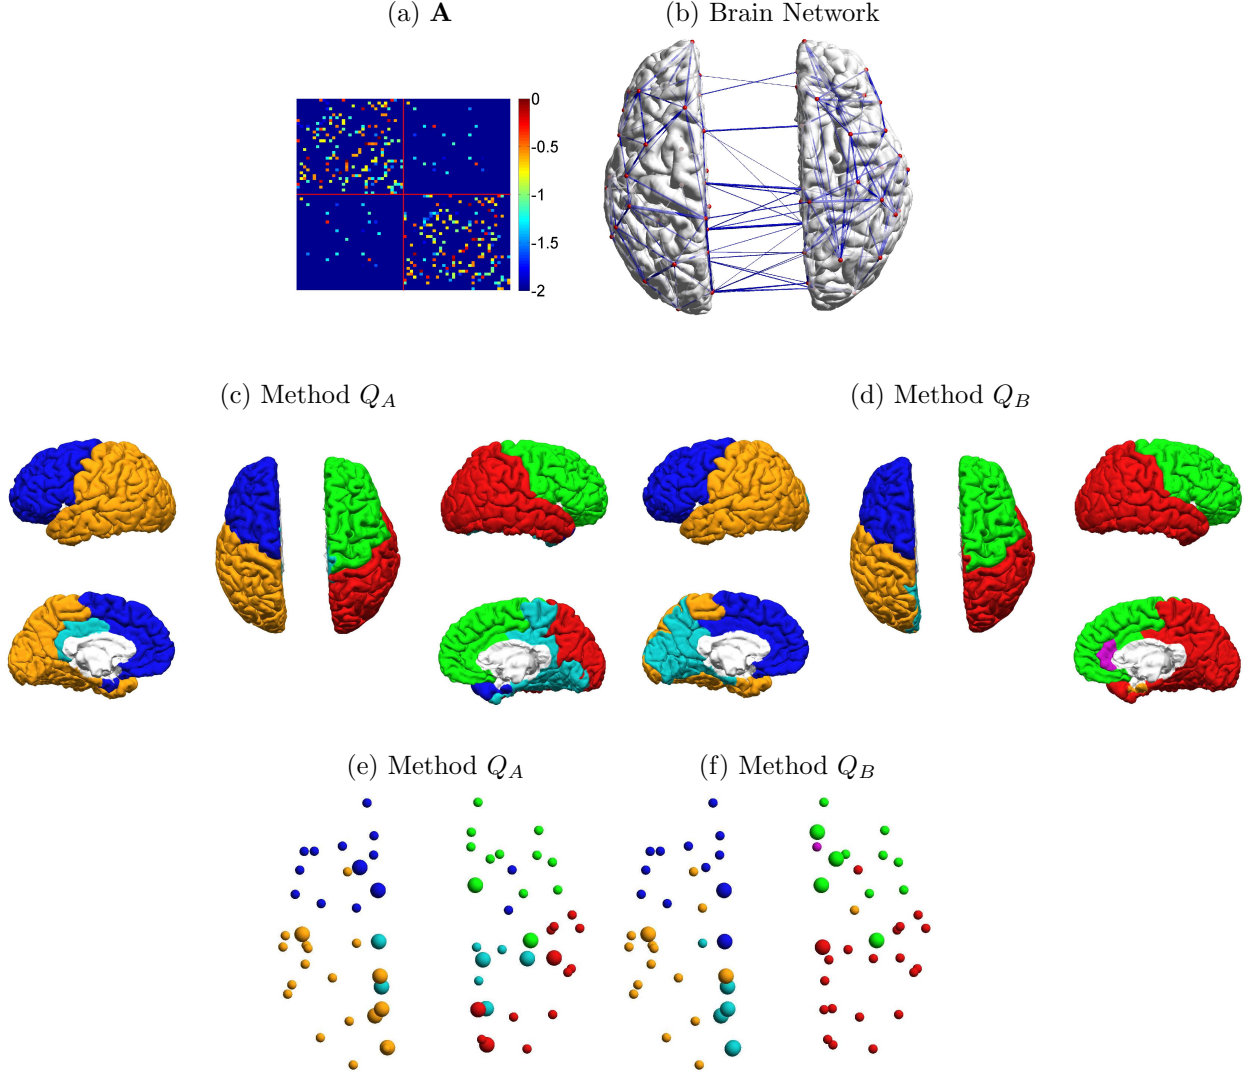 (a) A
(b) Brain Network
0
-0.5
-1
-1.5
-2
(c) Method Q_A
(d) Method Q_B
(e) Method Q_A
(f) Method Q_B